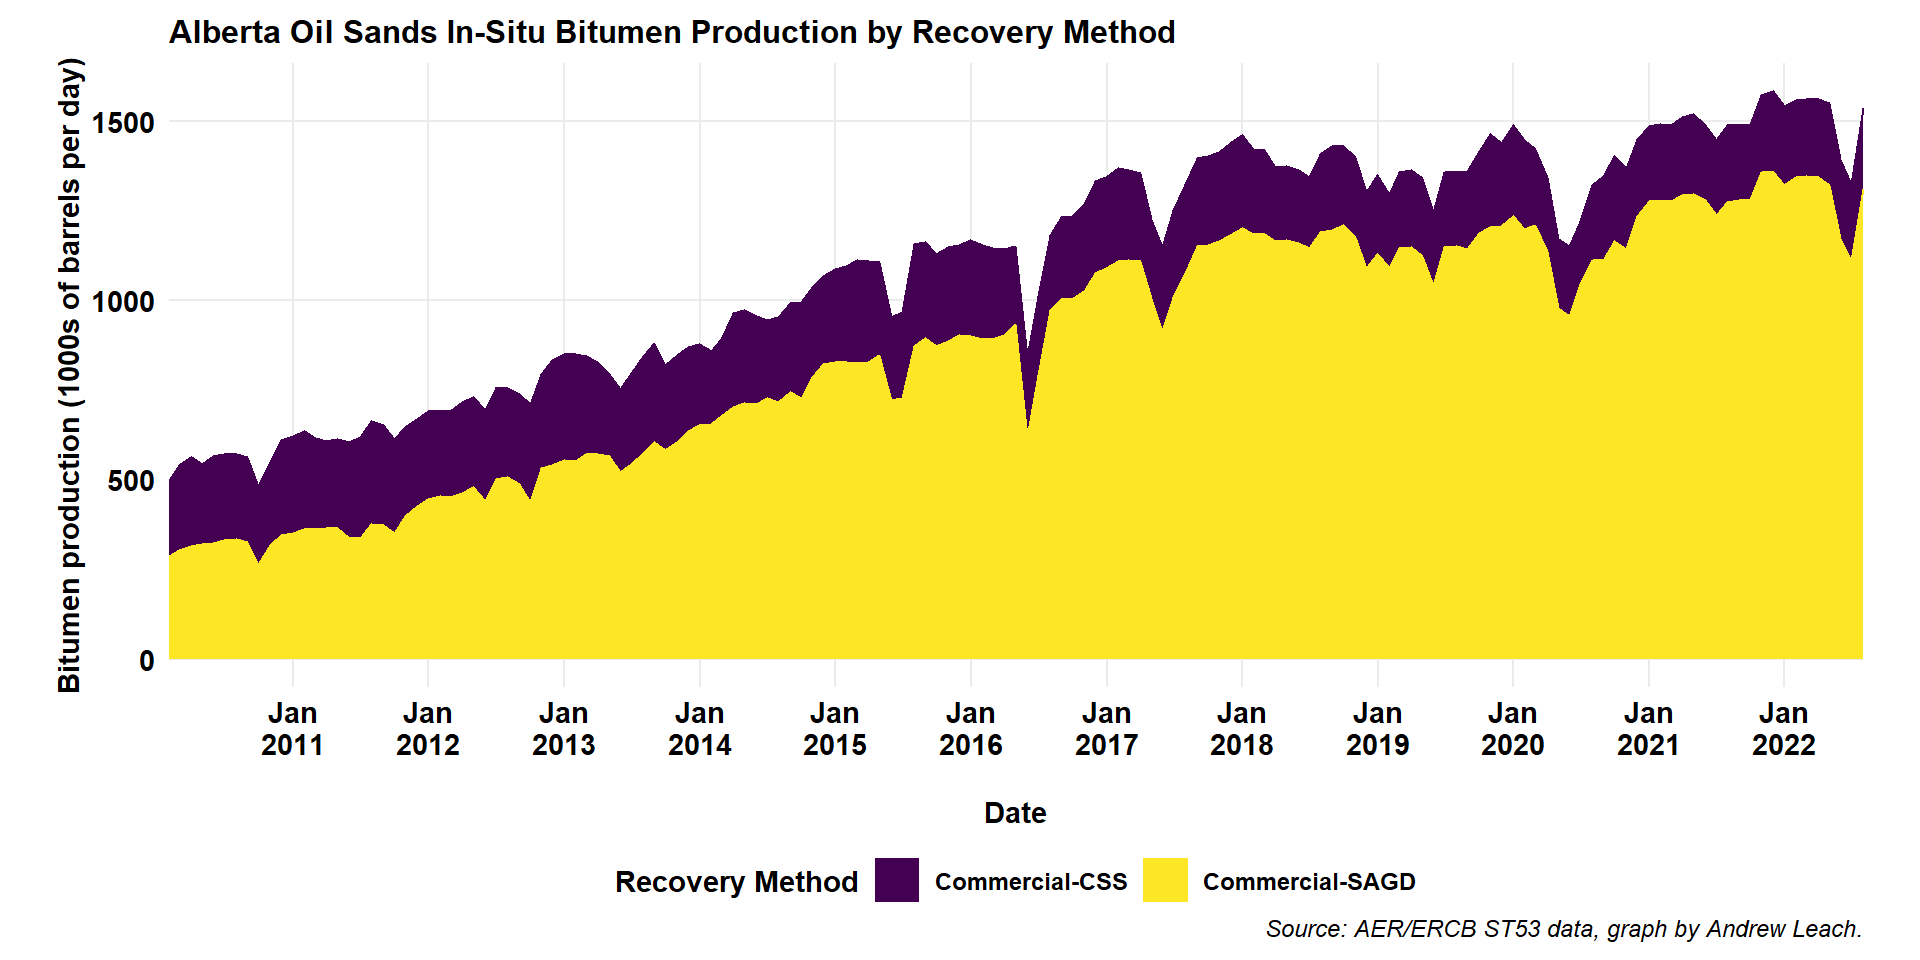 Alberta Oil Sands In-Situ Bitumen Production by Recovery Method
Bitumen production (1000s of barrels per day)
1500
1000
500
0
Jan 2011
Jan 2012
Jan 2013
Jan 2014
Jan 2015
Jan 2016
Jan 2017
Jan 2018
Jan 2019
Jan 2020
Jan 2021
Jan 2022
Date
Recovery Method Commercial-CSS Commercial-SAGD
Source: AER/ERCB ST53 data, graph by Andrew Leach.